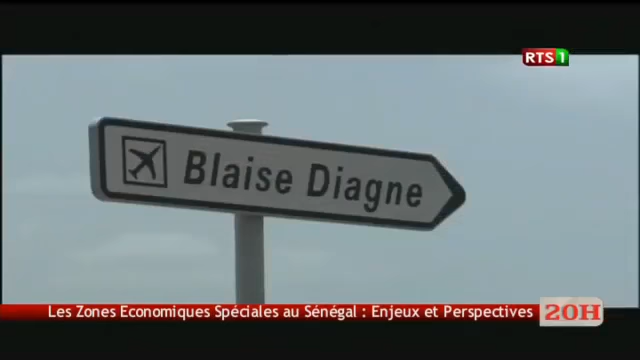 RTS1
Blaise Diagne
Les Zones Economiques Spéciales au Sénégal : Enjeux et Perspectives
20H